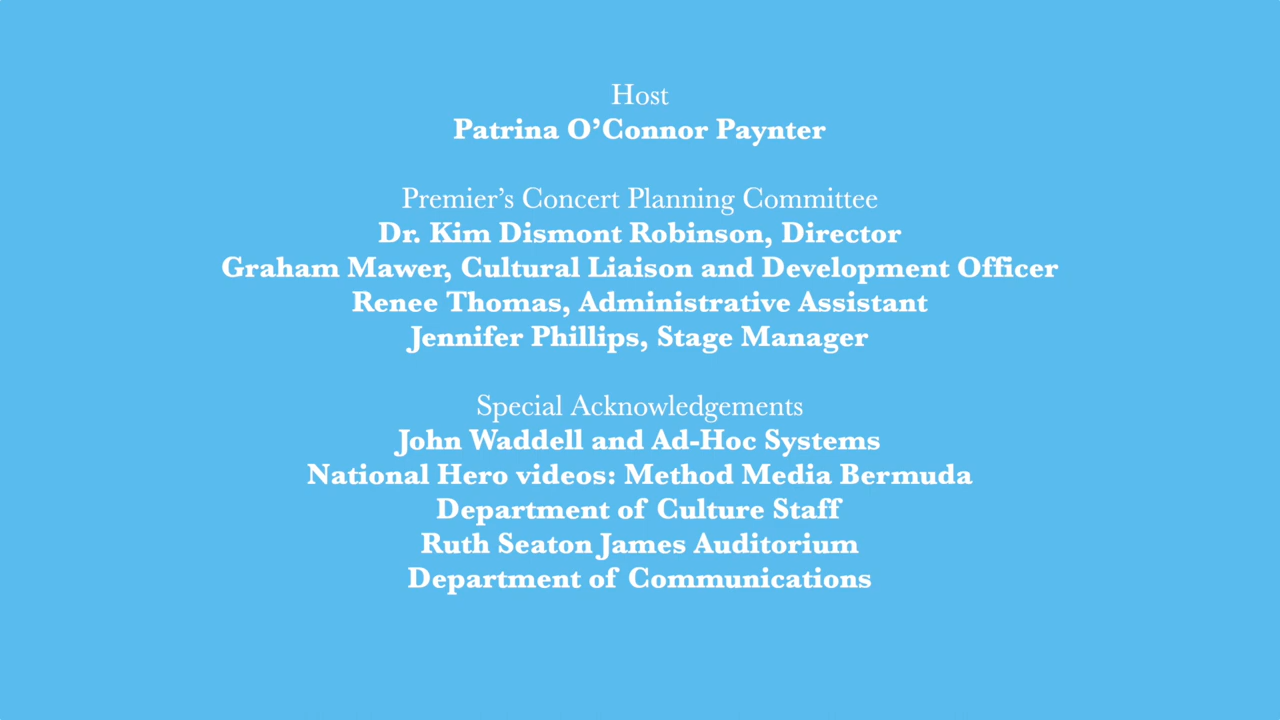 Host
Patrina O’Connor Paynter
Premier’s Concert Planning Committee
Dr. Kim Dismont Robinson, Director
Graham Mawer, Cultural Liaison and Development Officer
Renee Thomas, Administrative Assistant
Jennifer Phillips, Stage Manager
Special Acknowledgements
John Waddell and Ad-Hoc Systems
National Hero videos: Method Media Bermuda
Department of Culture Staff
Ruth Seaton James Auditorium
Department of Communications